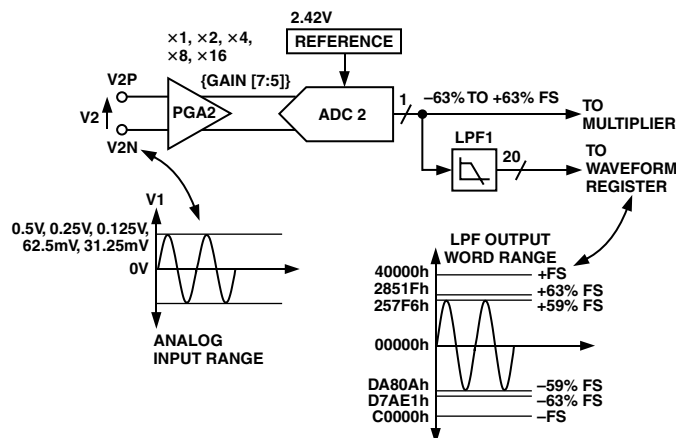 2.42V
REFERENCE
×1, ×2, ×4,
×8, ×16
{GAIN [7:5]}
V2P
V2
V2N
PGA2
ADC 2
1
–63% TO +63% FS
TO
MULTIPLIER
LPF1
20
TO
WAVEFORM
REGISTER
V1
0.5V, 0.25V, 0.125V,
62.5mV, 31.25mV
0V
ANALOG
INPUT RANGE
LPF OUTPUT
WORD RANGE
40000h +FS
2851Fh +63% FS
257F6h +59% FS
00000h
DA80Ah –59% FS
D7AE1h –63% FS
C0000h –FS